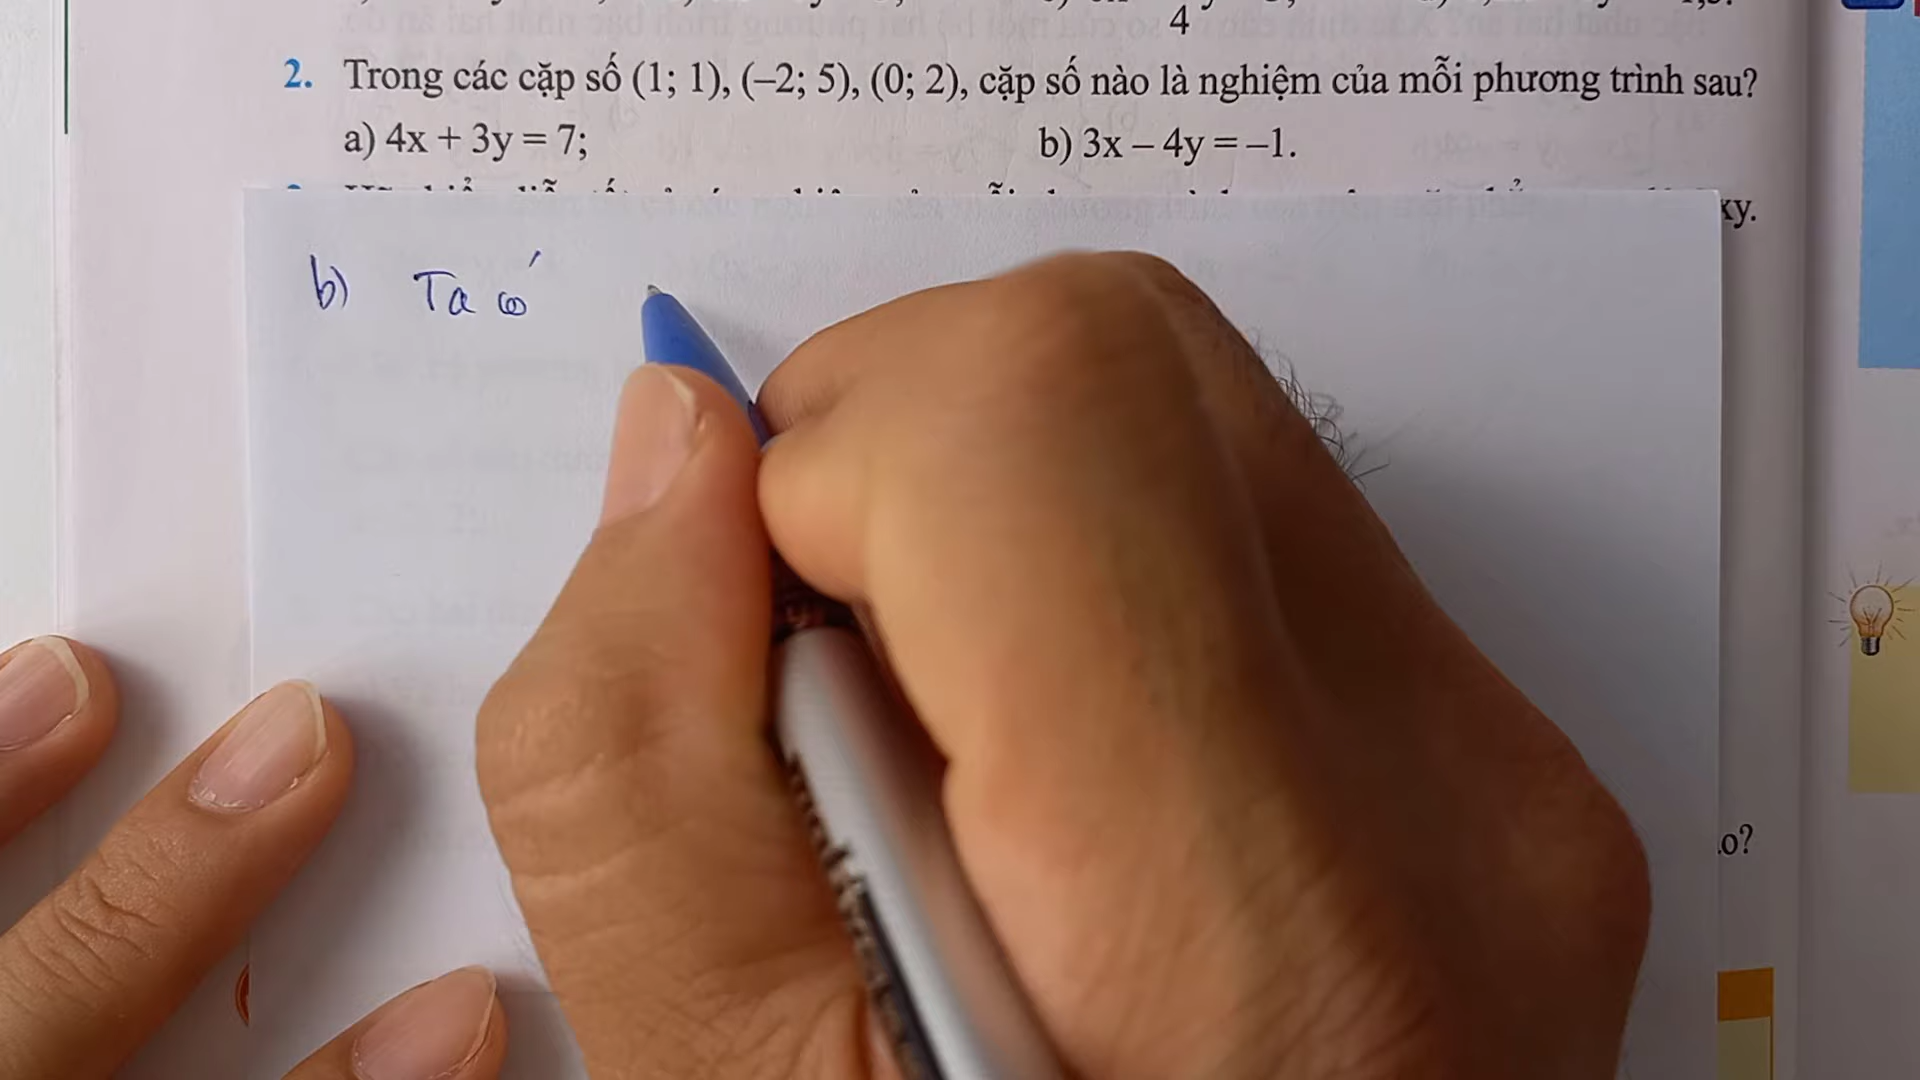 4
2. Trong các cặp số (1; 1), (–2; 5), (0; 2), cặp số nào là nghiệm của mỗi phương trình sau?
a) 4x + 3y = 7; b) 3x – 4y = –1.
xy.
b) Ta có
o?